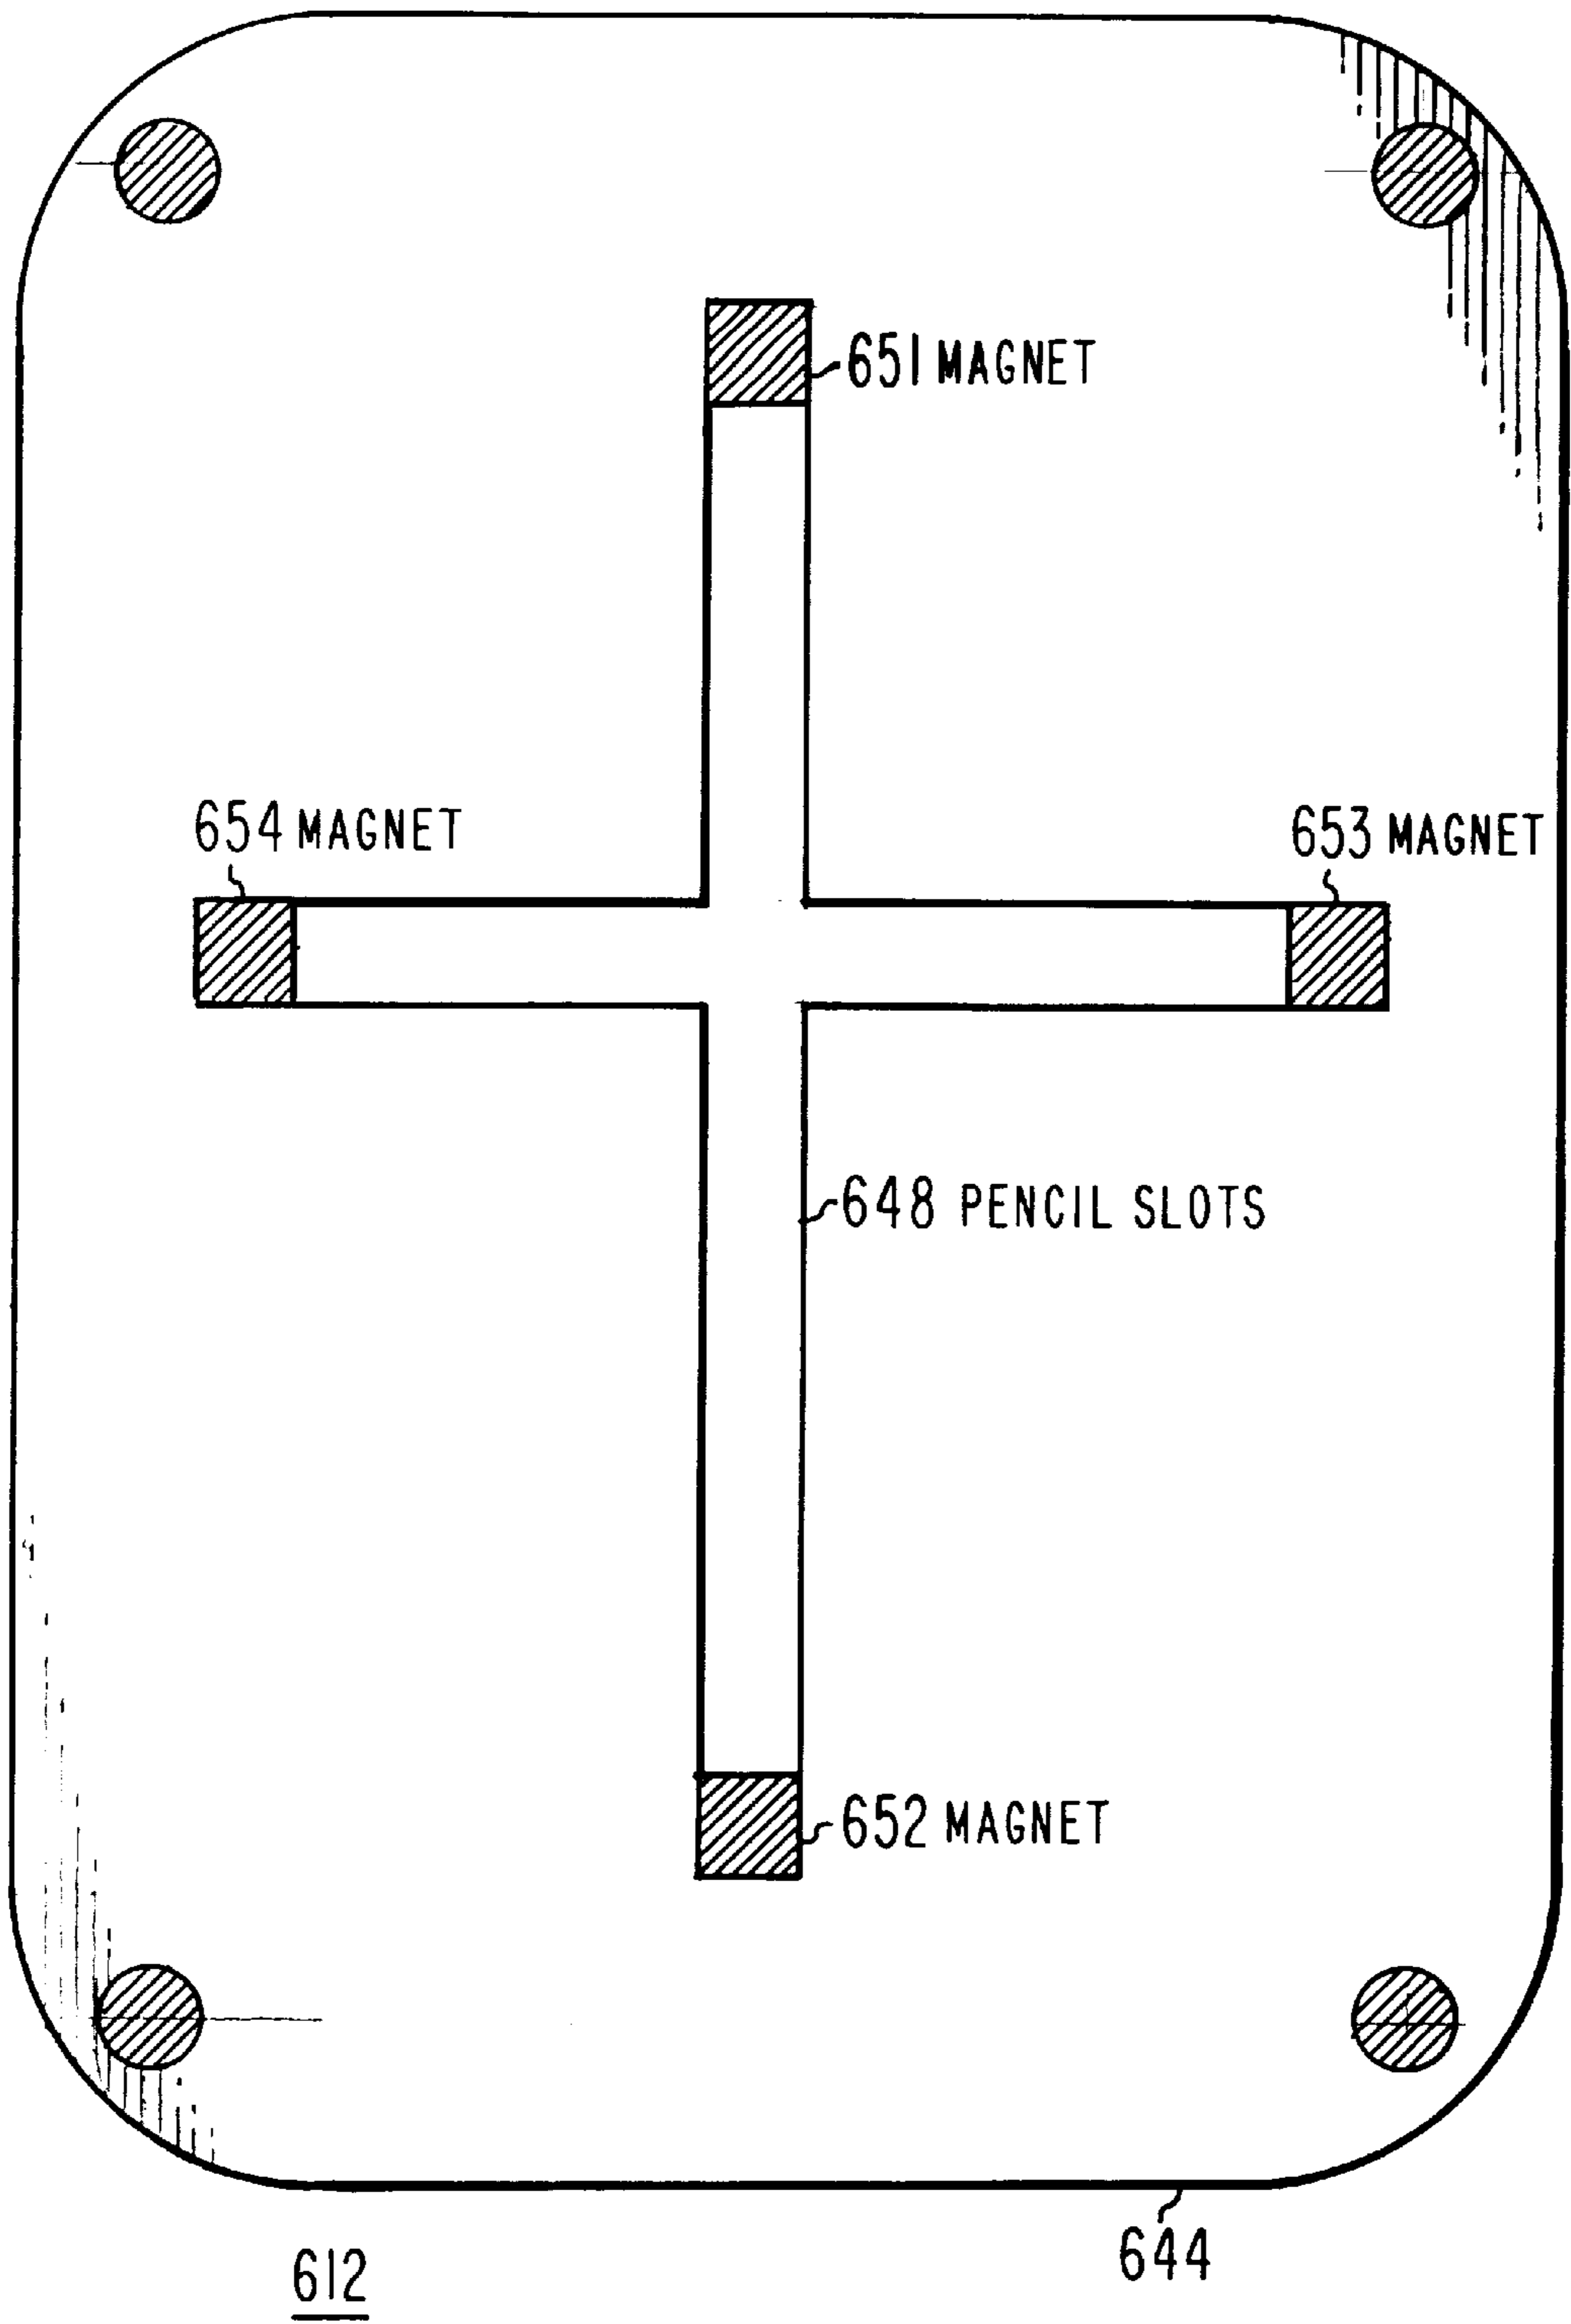 651 MAGNET
654 MAGNET
653 MAGNET
648 PENCIL SLOTS
652 MAGNET
644
612